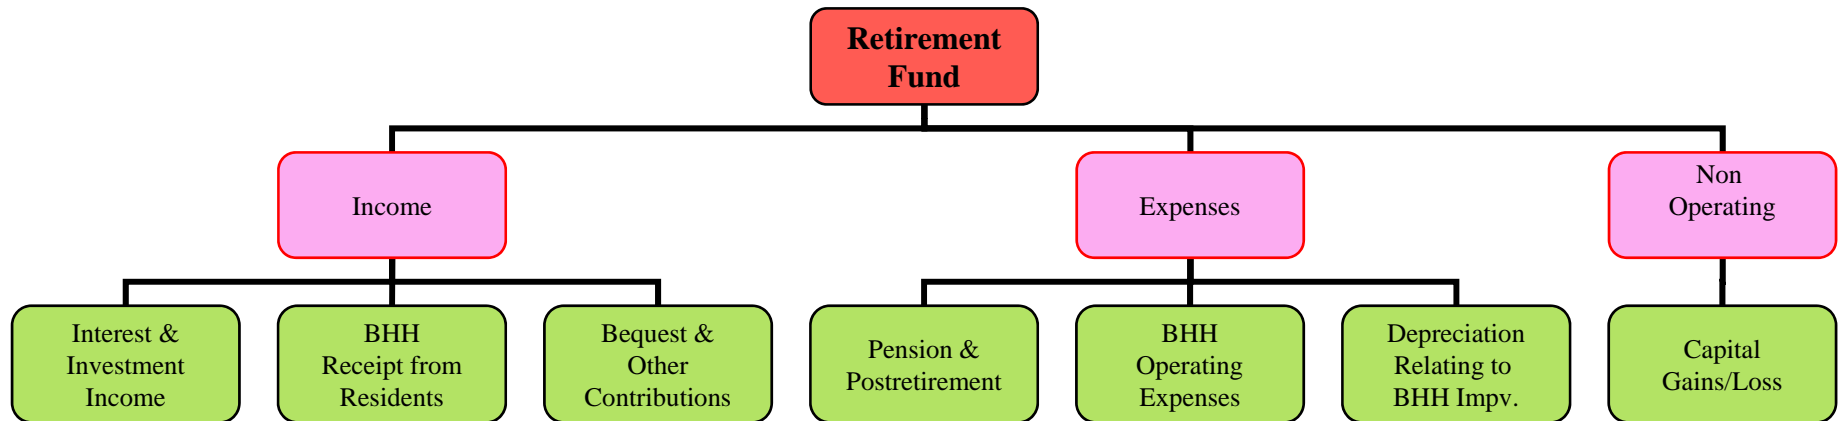 Retirement
Fund
Income
Expenses
Non
Operating
Interest &
Investment
Income
BHH
Receipt from
Residents
Bequest &
Other
Contributions
Pension &
Postretirement
BHH
Operating
Expenses
Depreciation
Relating to
BHH Impv.
Capital
Gains/Loss